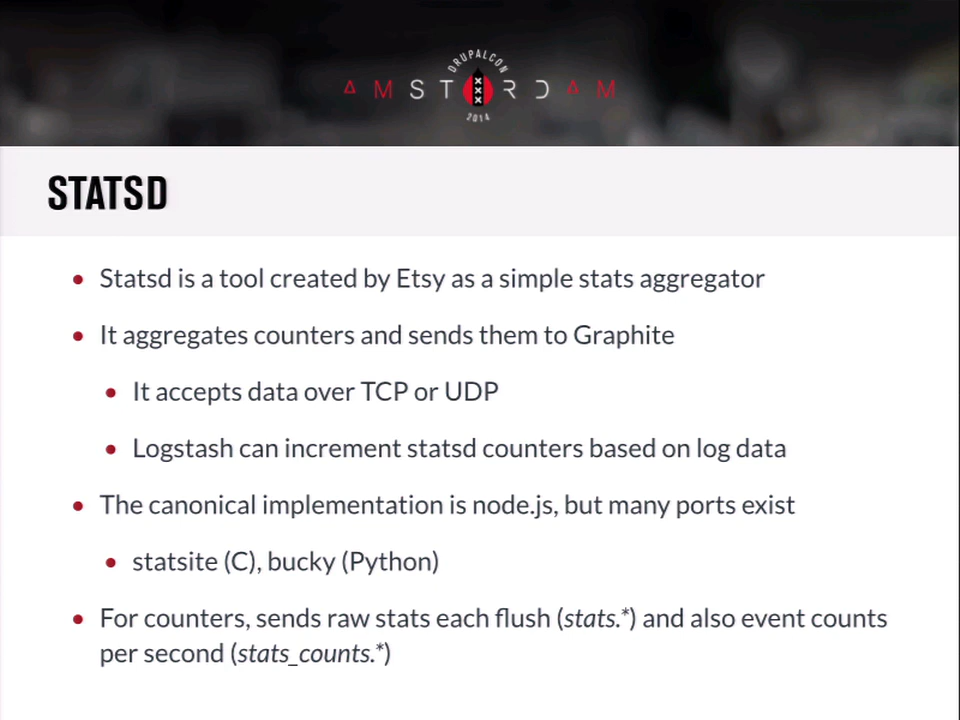 DRUPALCON
AMSTERDAM
2014
STATSD
Statsd is a tool created by Etsy as a simple stats aggregator
It aggregates counters and sends them to Graphite
It accepts data over TCP or UDP
Logstash can increment statsd counters based on log data
The canonical implementation is node.js, but many ports exist
statsite (C), bucky (Python)
For counters, sends raw stats each flush (stats.*) and also event counts
per second (stats_counts.*)